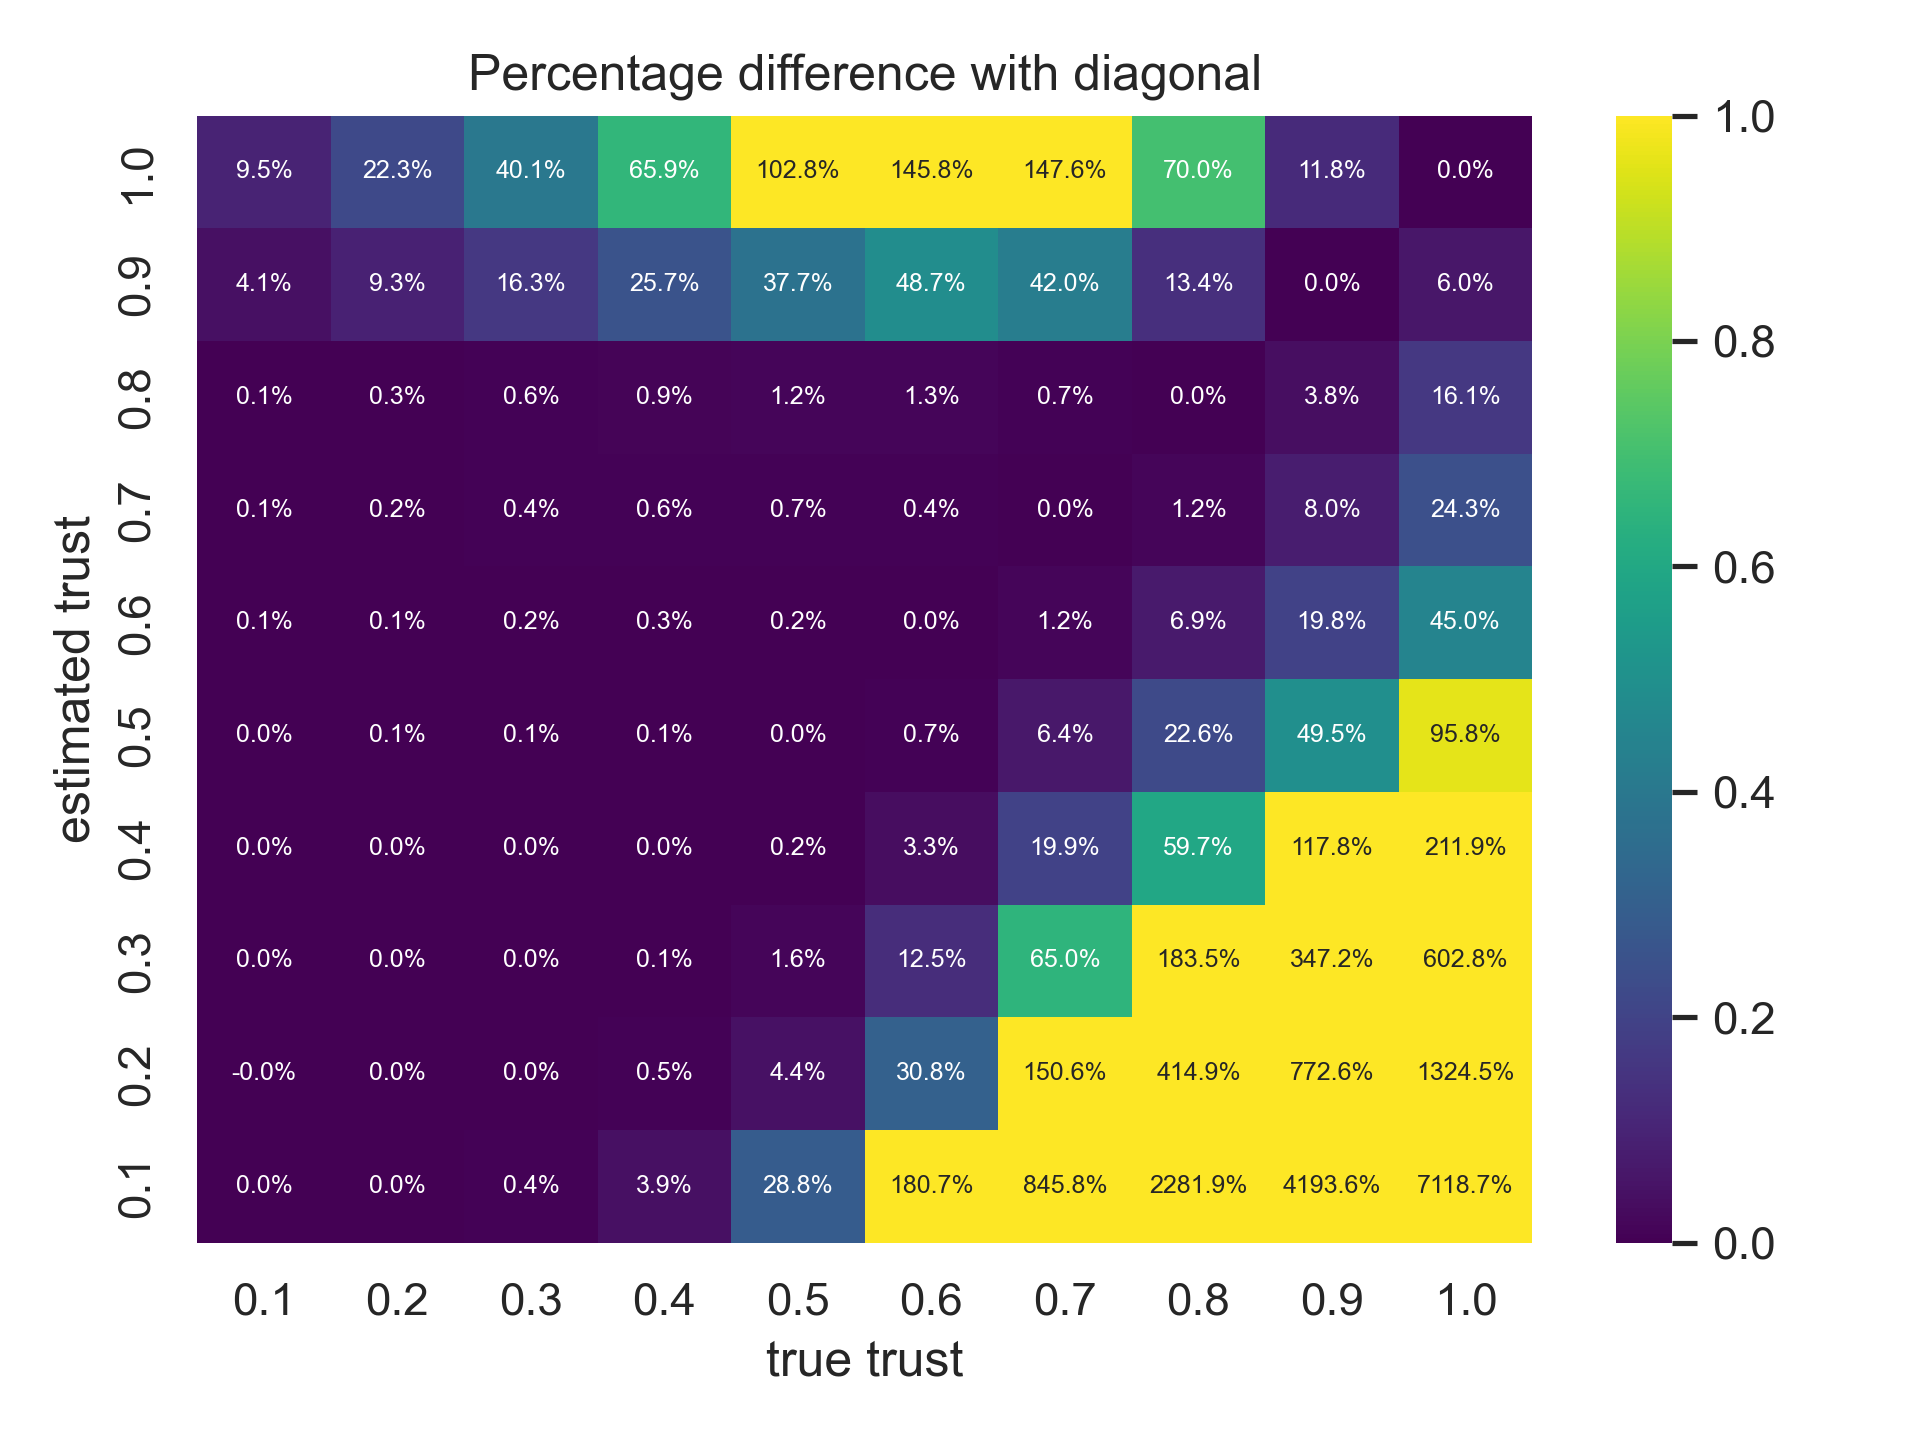 Percentage difference with diagonal
1.0 9.5% 22.3% 40.1% 65.9% 102.8% 145.8% 147.6% 70.0% 11.8% 0.0%
0.9 4.1% 9.3% 16.3% 25.7% 37.7% 48.7% 42.0% 13.4% 0.0% 6.0%
0.8 0.1% 0.3% 0.6% 0.9% 1.2% 1.3% 0.7% 0.0% 3.8% 16.1%
0.7 0.1% 0.2% 0.4% 0.6% 0.7% 0.4% 0.0% 1.2% 8.0% 24.3%
0.6 0.1% 0.1% 0.2% 0.3% 0.2% 0.0% 1.2% 6.9% 19.8% 45.0%
0.5 0.0% 0.1% 0.1% 0.1% 0.0% 0.7% 6.4% 22.6% 49.5% 95.8%
0.4 0.0% 0.0% 0.0% 0.0% 0.2% 3.3% 19.9% 59.7% 117.8% 211.9%
0.3 0.0% 0.0% 0.0% 0.1% 1.6% 12.5% 65.0% 183.5% 347.2% 602.8%
0.2 -0.0% 0.0% 0.0% 0.5% 4.4% 30.8% 150.6% 414.9% 772.6% 1324.5%
0.1 0.0% 0.0% 0.4% 3.9% 28.8% 180.7% 845.8% 2281.9% 4193.6% 7118.7%
0.1 0.2 0.3 0.4 0.5 0.6 0.7 0.8 0.9 1.0
true trust
estimated trust
1.0
0.8
0.6
0.4
0.2
0.0